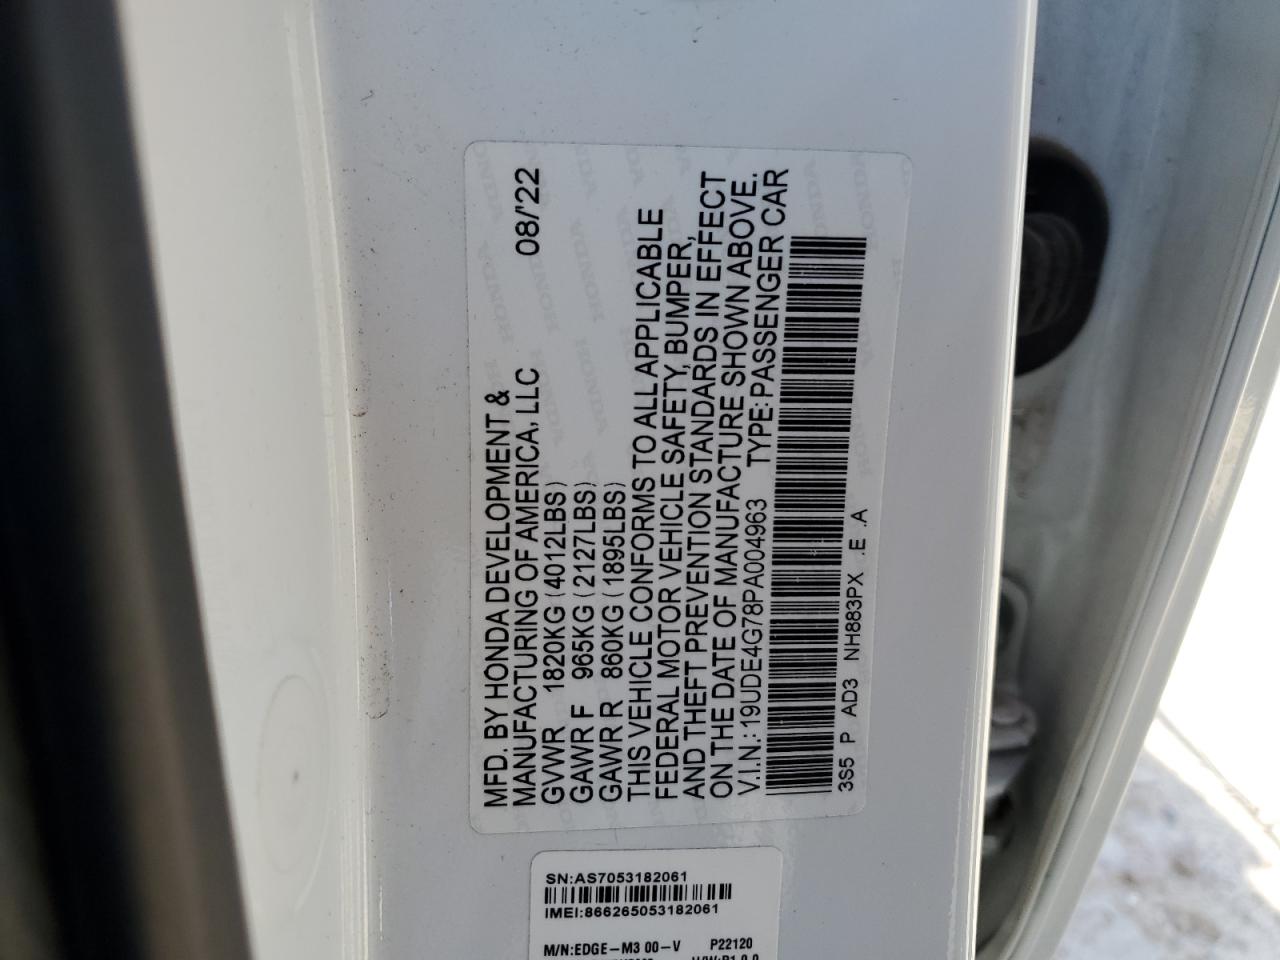 MFD. BY HONDA DEVELOPMENT &
MANUFACTURING OF AMERICA, LLC 08/'22
GVWR 1820KG (4012LBS)
GAWR F 965KG (2127LBS)
GAWR R 860KG (1895LBS)
THIS VEHICLE CONFORMS TO ALL APPLICABLE
FEDERAL MOTOR VEHICLE SAFETY, BUMPER,
AND THEFT PREVENTION STANDARDS IN EFFECT
ON THE DATE OF MANUFACTURE SHOWN ABOVE.
V.I.N.: 19UDE4G78PA004963 TYPE: PASSENGER CAR
3S5 P AD3 NH883PX .E .A
SN:AS7053182061
IMEI:866265053182061
M/N:EDGE-M3 00-V P22120